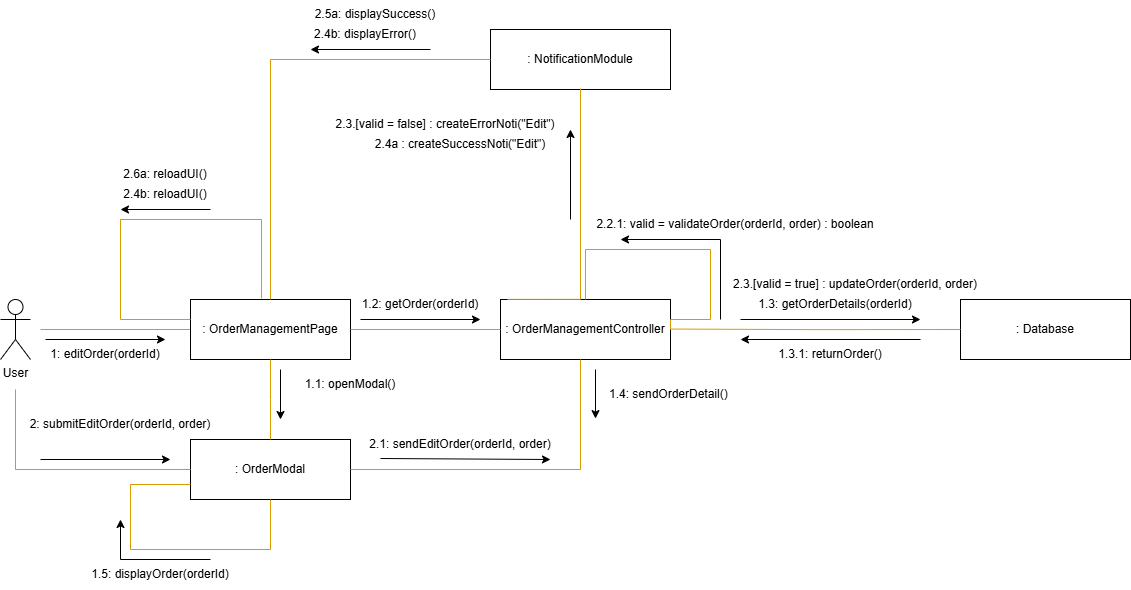 2.5a: displaySuccess()
2.4b: displayError()
: NotificationModule
2.3.[valid = false] : createErrorNoti("Edit")
2.4a : createSuccessNoti("Edit")
2.6a: reloadUI()
2.4b: reloadUI()
2.2.1: valid = validateOrder(orderId, order) : boolean
2.3.[valid = true] : updateOrder(orderId, order)
1.2: getOrder(orderId)
1.3: getOrderDetails(orderId)
: OrderManagementPage
: OrderManagementController
: Database
1: editOrder(orderId)
1.3.1: returnOrder()
User
1.1: openModal()
1.4: sendOrderDetail()
2: submitEditOrder(orderId, order)
2.1: sendEditOrder(orderId, order)
: OrderModal
1.5: displayOrder(orderId)